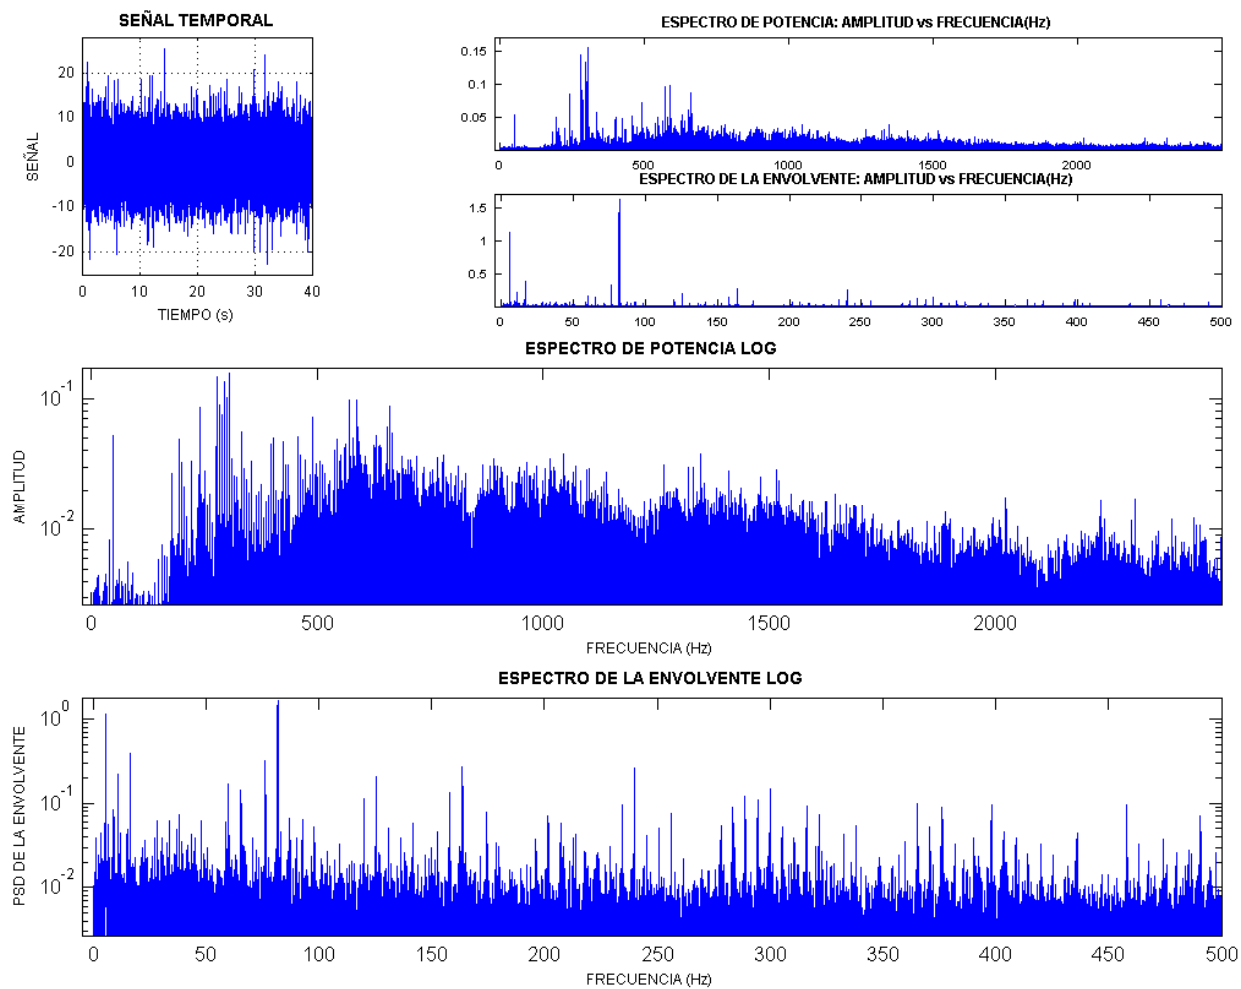 SEÑAL TEMPORAL
SEÑAL
20
10
0
-10
-20
0 10 20 30 40
TIEMPO (s)
ESPECTRO DE POTENCIA: AMPLITUD vs FRECUENCIA(Hz)
0.15
0.1
0.05
0 500 1000 1500 2000
ESPECTRO DE LA ENVOLVENTE: AMPLITUD vs FRECUENCIA(Hz)
1.5
1
0.5
0 50 100 150 200 250 300 350 400 450 500
ESPECTRO DE POTENCIA LOG
AMPLITUD
10^-1
10^-2
0 500 1000 1500 2000
FRECUENCIA (Hz)
ESPECTRO DE LA ENVOLVENTE LOG
PSD DE LA ENVOLVENTE
10^0
10^-1
10^-2
0 50 100 150 200 250 300 350 400 450 500
FRECUENCIA (Hz)